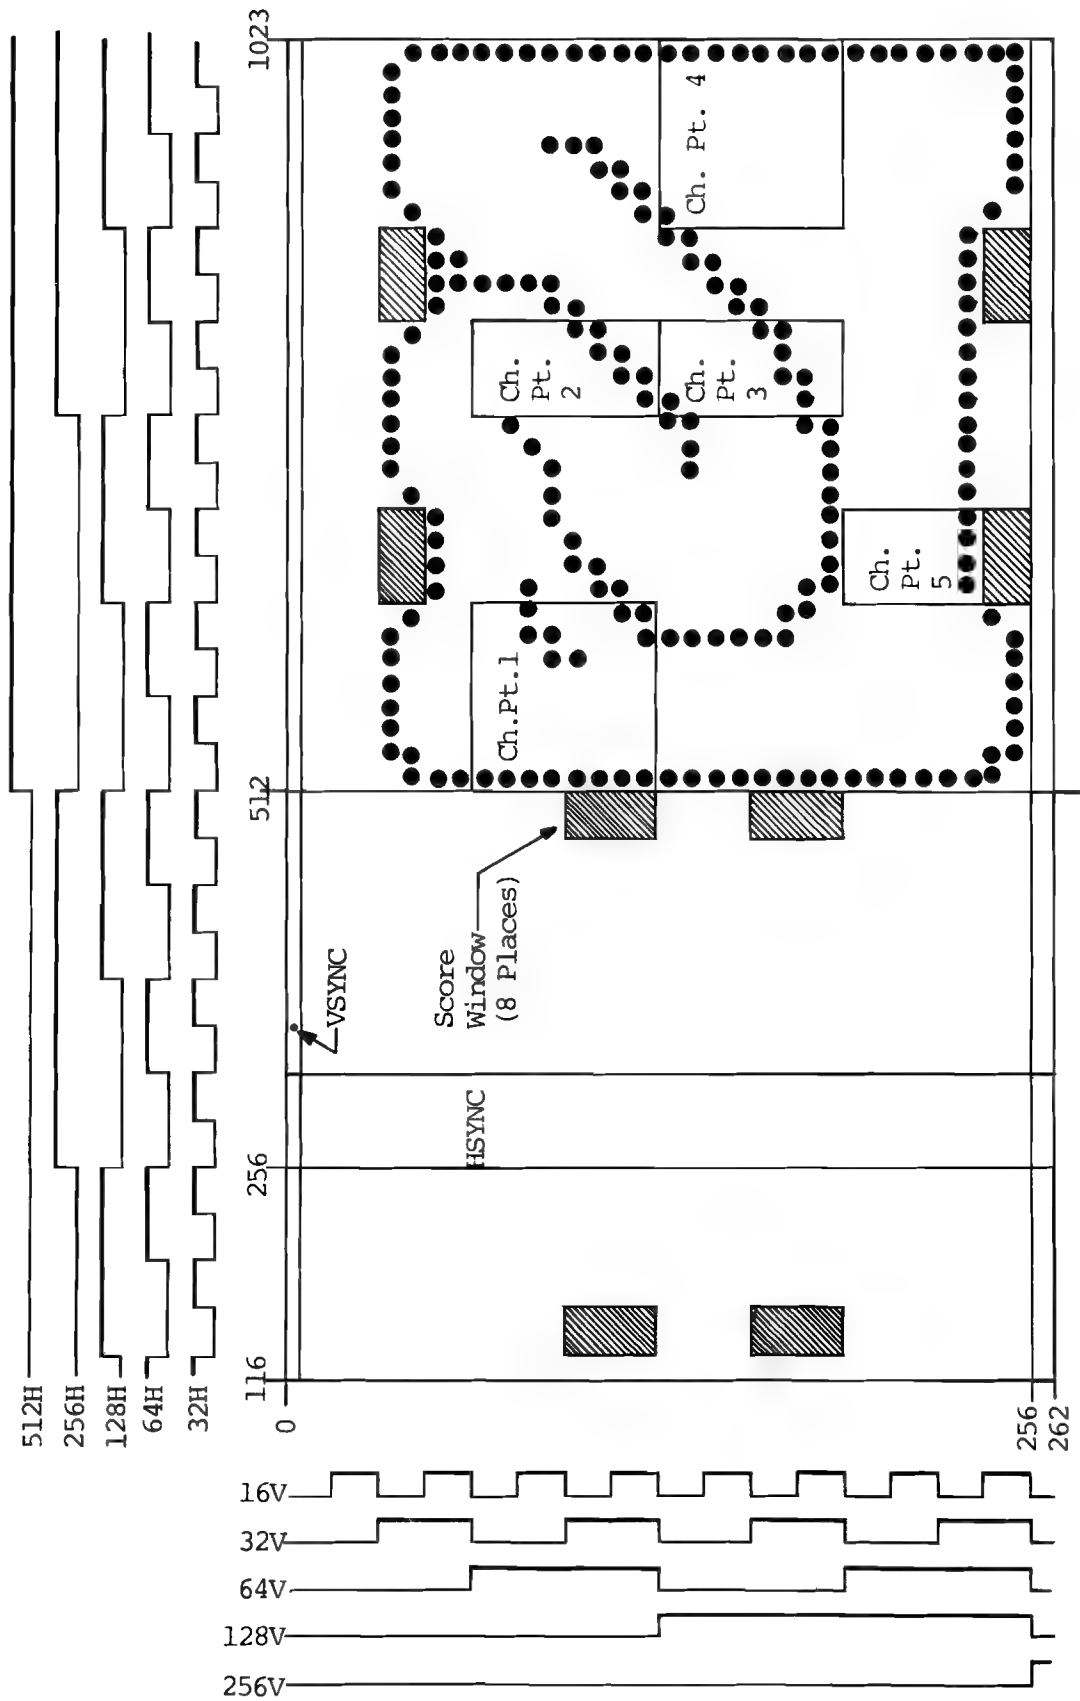 512H
256H
128H
64H
32H
116
256
512
1023
0
256
262
16V
32V
64V
128V
256V
HSYNC
VSYNC
Score
Window
(8 Places)
Ch.Pt.1
Ch.
Pt.
2
Ch.
Pt.
3
Ch. Pt. 4
Ch.
Pt.
5